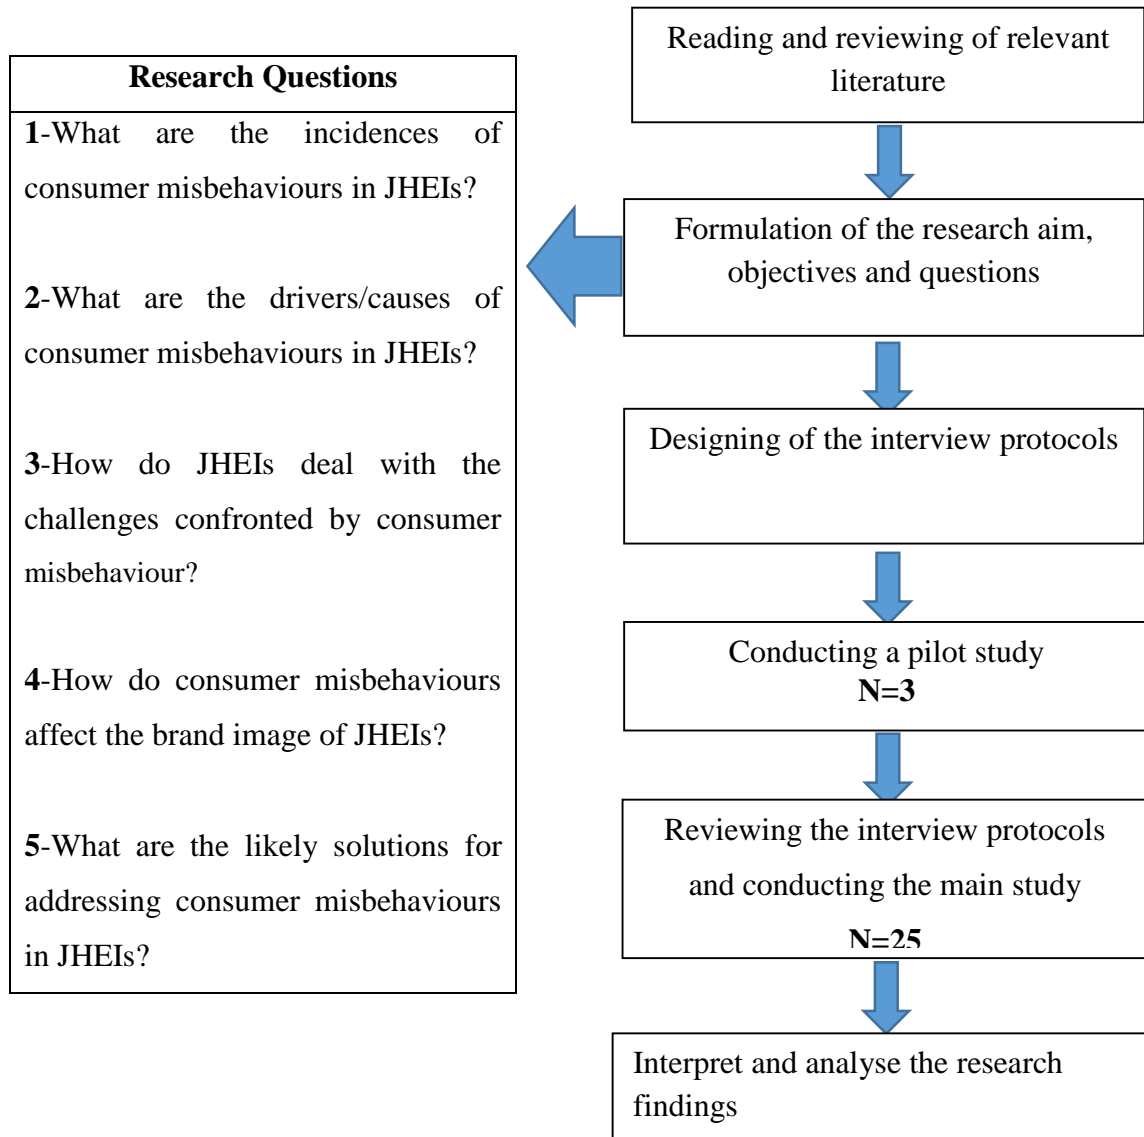 Research Questions
1-What are the incidences of
consumer misbehaviours in JHEIs?
2-What are the drivers/causes of
consumer misbehaviours in JHEIs?
3-How do JHEIs deal with the
challenges confronted by consumer
misbehaviour?
4-How do consumer misbehaviours
affect the brand image of JHEIs?
5-What are the likely solutions for
addressing consumer misbehaviours
in JHEIs?
Reading and reviewing of relevant
literature
Formulation of the research aim,
objectives and questions
Designing of the interview protocols
Conducting a pilot study
N=3
Reviewing the interview protocols
and conducting the main study
N=25
Interpret and analyse the research
findings